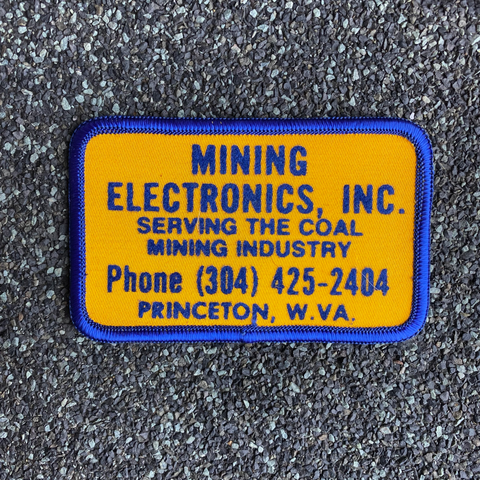 MINING
ELECTRONICS, INC.
SERVING THE COAL
MINING INDUSTRY
Phone (304) 425-2404
PRINCETON, W.VA.